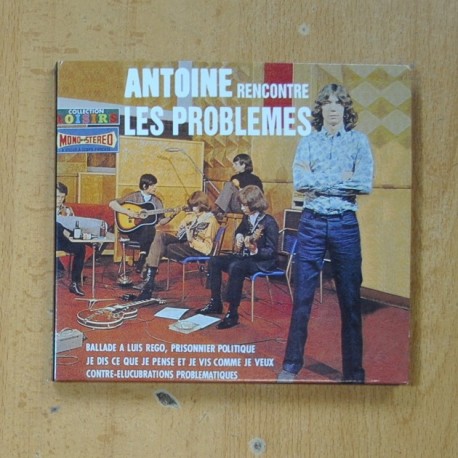 ANTOINE RENCONTRE
LES PROBLEMES
COLLECTION
LOISIRS
MONO-STEREO
BALLADE A LUIS REGO, PRISONNIER POLITIQUE
JE DIS CE QUE JE PENSE ET JE VIS COMME JE VEUX
CONTRE-ELUCUBRATIONS PROBLEMATIQUES